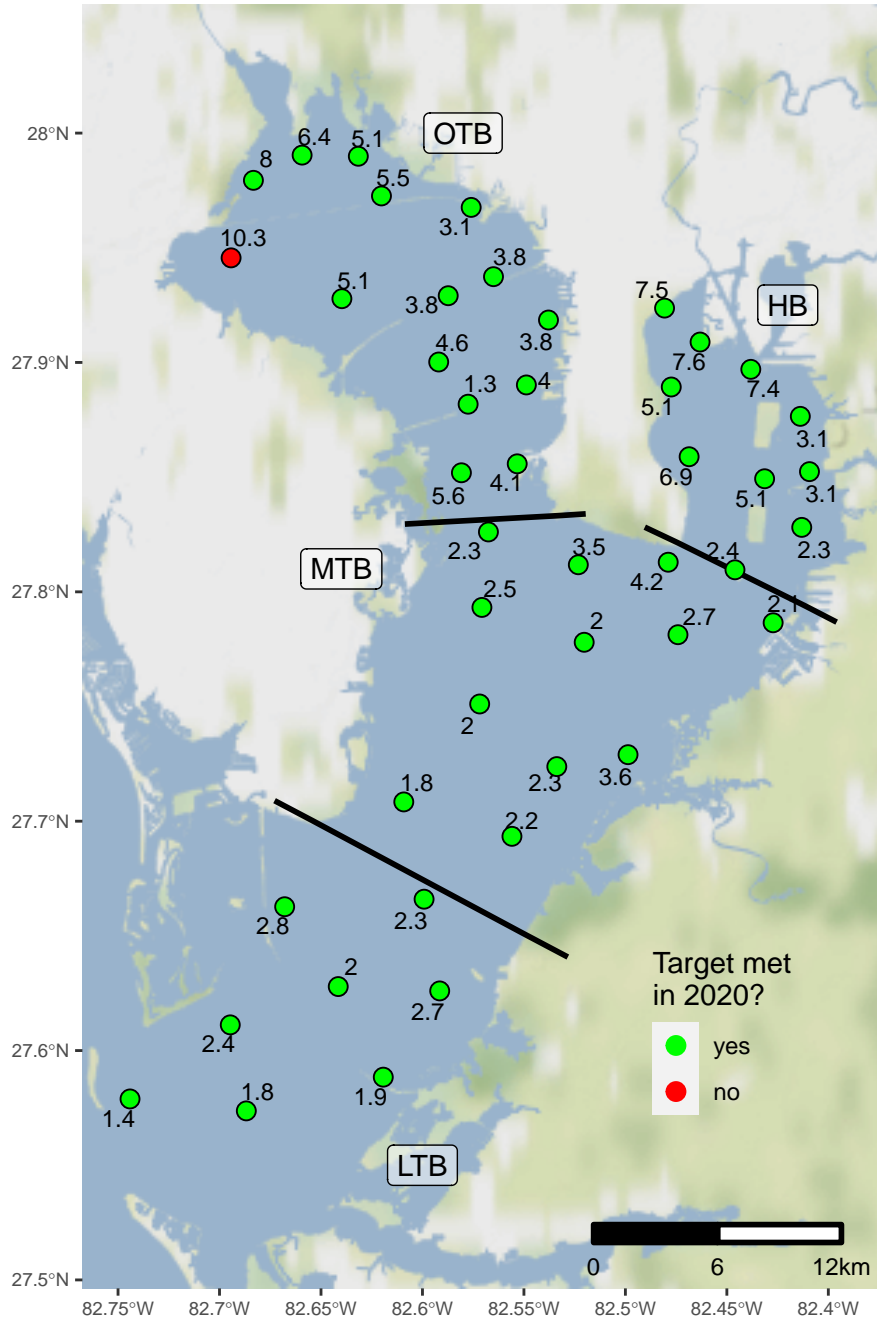 28°N
27.9°N
27.8°N
27.7°N
27.6°N
27.5°N
OTB
6.4
5.1
8
5.5
3.1
10.3
3.8
5.1
3.8
3.8
4.6
4
1.3
5.6
4.1
HB
7.5
7.6
7.4
5.1
3.1
6.9
5.1
3.1
2.3
MTB
2.3
3.5
4.2
2.4
2.5
2
2.7
2.1
2
2.3
3.6
1.8
2.2
2.8
2.3
2
2.7
2.4
1.4
1.8
1.9
LTB
Target met
in 2020?
yes
no
0 6 12km
82.75°W 82.7°W 82.65°W 82.6°W 82.55°W 82.5°W 82.45°W 82.4°W